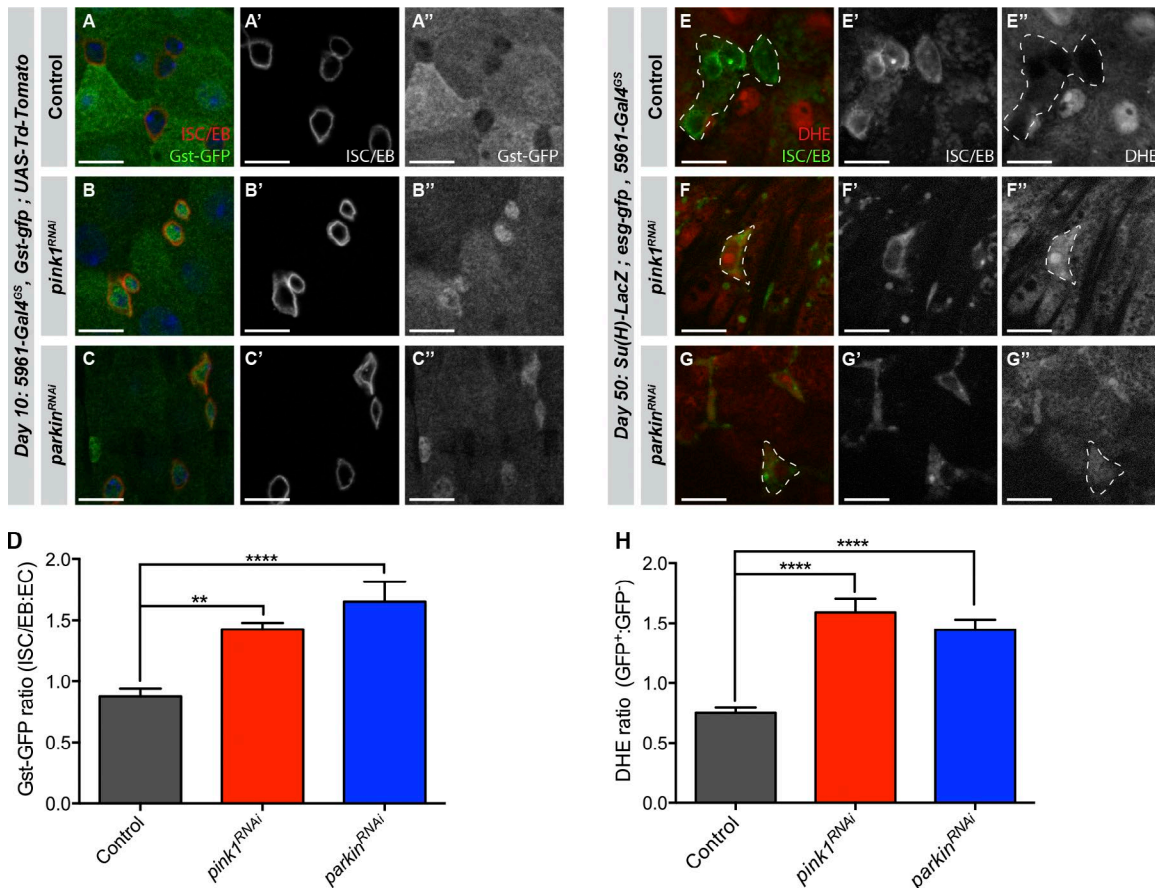 Day 10: 5961-Gal4GS, Gst-gfp ; UAS-Td-Tomato
Control
A
ISC/EB
Gst-GFP
A'
ISC/EB
A''
Gst-GFP
pink1RNAi
B
B'
B''
parkinRNAi
C
C'
C''
D
Gst-GFP ratio (ISC/EB:EC)
2.0
1.5
1.0
0.5
0.0
****
**
Control
pink1RNAi
parkinRNAi
Day 50: Su(H)-LacZ ; esg-gfp , 5961-Gal4GS
Control
E
DHE
ISC/EB
E'
ISC/EB
E''
DHE
pink1RNAi
F
F'
F''
parkinRNAi
G
G'
G''
H
DHE ratio (GFP+:GFP-)
2.0
1.5
1.0
0.5
0.0
****
****
Control
pink1RNAi
parkinRNAi